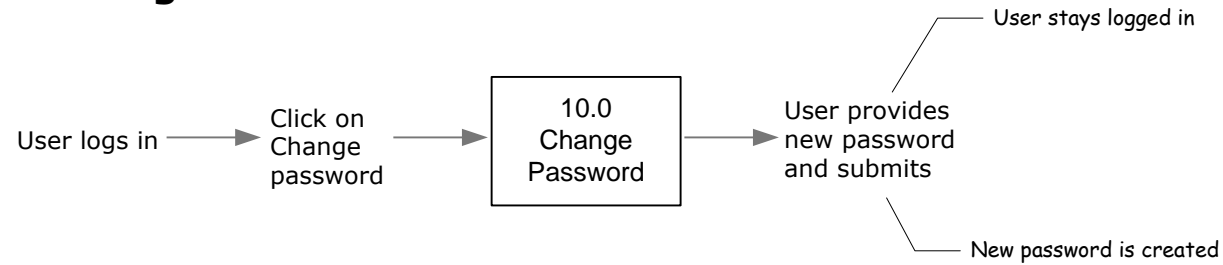 User stays logged in
User logs in
Click on
Change
password
10.0
Change
Password
User provides
new password
and submits
New password is created